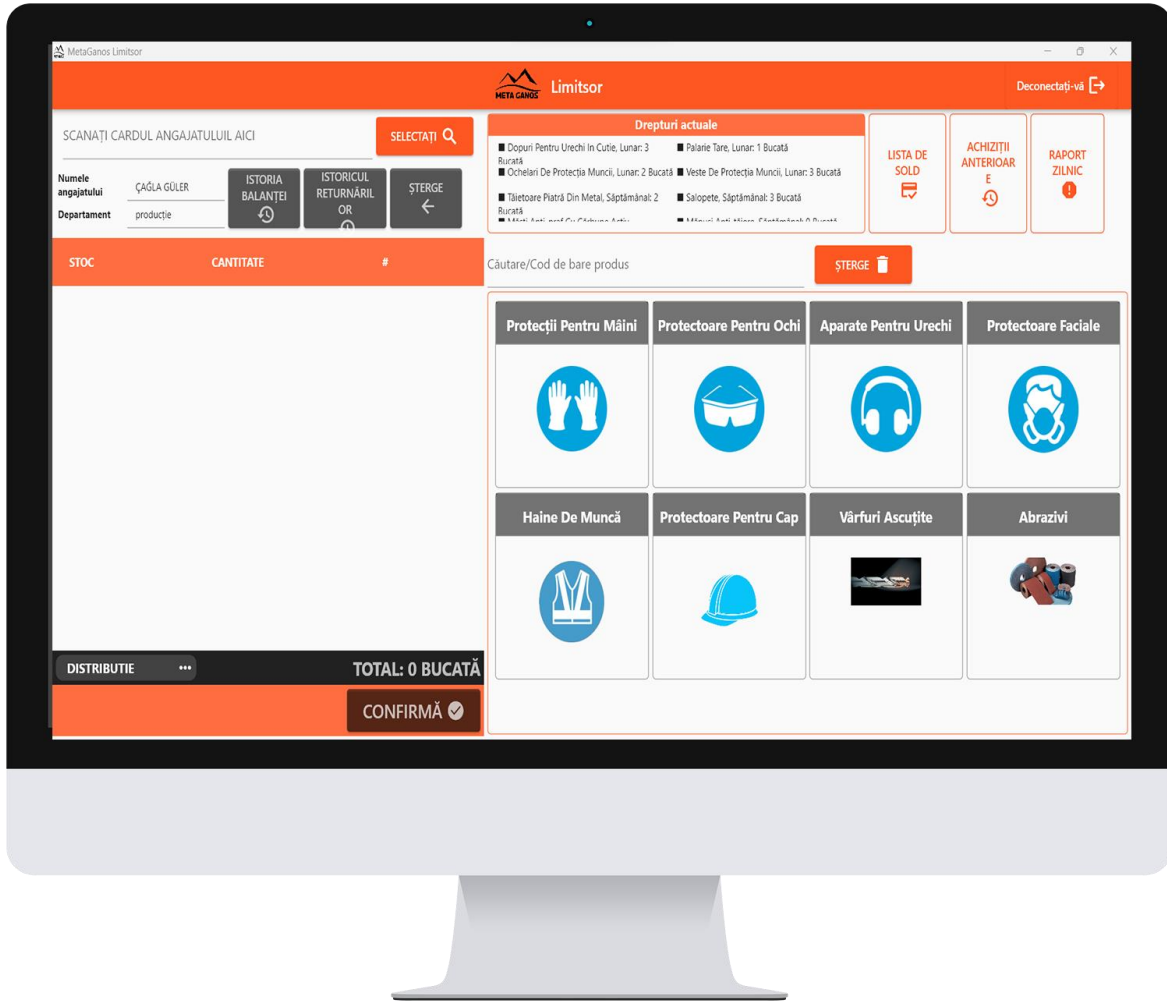 MetaGanos Limitsor
META GANOS
Limitsor
Deconectați-vă
SCANAȚI CARDUL ANGAJATULUIL AICI
SELECTAȚI
Numele
angajatului
ÇAĞLA GÜLER
Departament
producție
ISTORIA
BALANȚEI
ISTORICUL
RETURNĂRIL
OR
ȘTERGE
Drepturi actuale
Dopuri Pentru Urechi In Cutie, Lunar: 3
Bucată
Palarie Tare, Lunar: 1 Bucată
Ochelari De Protecția Muncii, Lunar: 2 Bucată
Veste De Protecția Muncii, Lunar: 3 Bucată
Tăietoare Piatră Din Metal, Săptămânal: 2
Bucată
Salopete, Săptămânal: 3 Bucată
LISTA DE
SOLD
ACHIZIȚII
ANTERIOAR
E
RAPORT
ZILNIC
STOC CANTITATE #
Căutare/Cod de bare produs
ȘTERGE
Protecții Pentru Mâini
Protectoare Pentru Ochi
Aparate Pentru Urechi
Protectoare Faciale
Haine De Muncă
Protectoare Pentru Cap
Vârfuri Ascuțite
Abrazivi
DISTRIBUTIE •••
TOTAL: 0 BUCATĂ
CONFIRMĂ